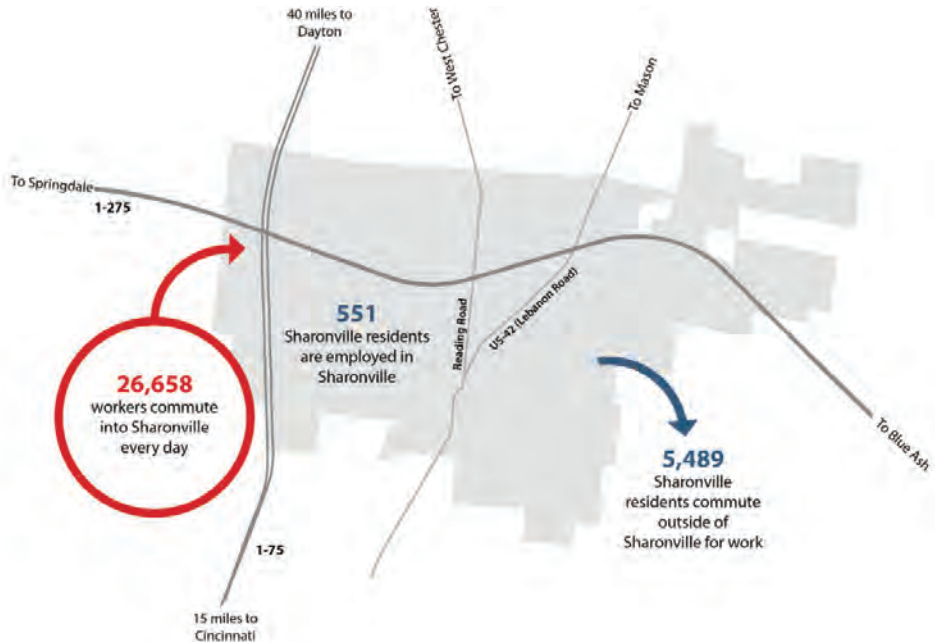 40 miles to
Dayton
To West Chester
To Mason
To Springdale
1-275
551
Sharonville residents
are employed in
Sharonville
Reading Road
US-42 (Lebanon Road)
26,658
workers commute
into Sharonville
every day
To Blue Ash
5,489
Sharonville
residents commute
outside of
Sharonville for work
1-75
15 miles to
Cincinnati